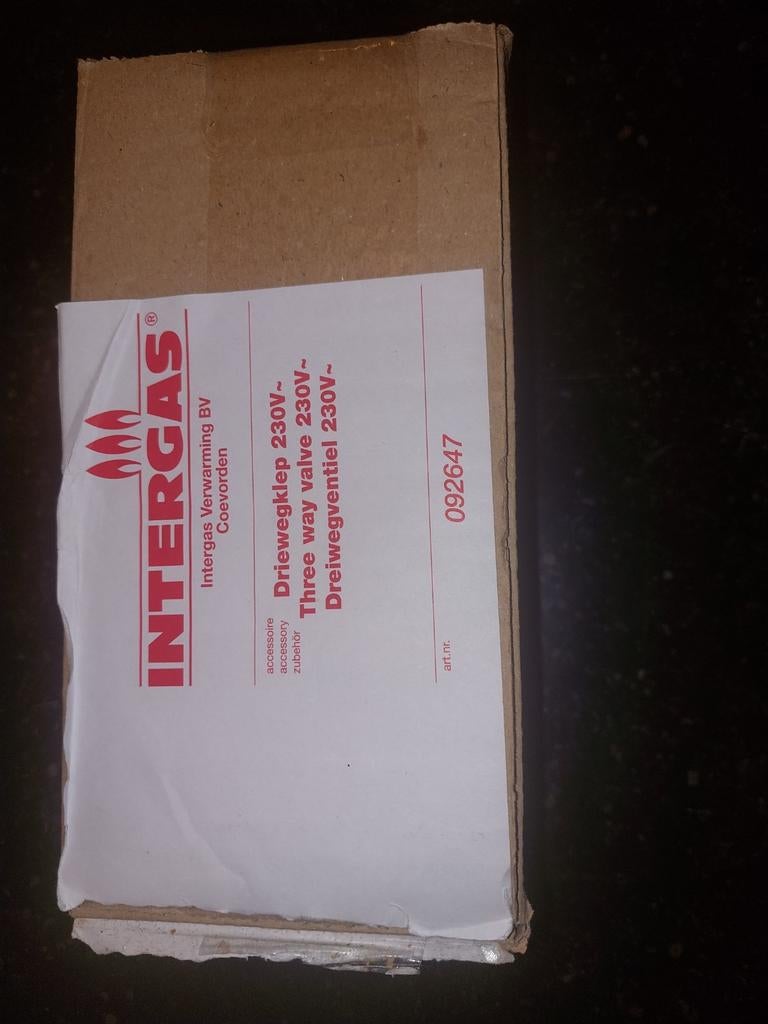 INTERGAS®
Intergas Verwarming BV
Coevorden
accessoire
accessory
zubehör
Driewegklep 230V~
Three way valve 230V~
Dreiwegventiel 230V~
art.nr.
092647